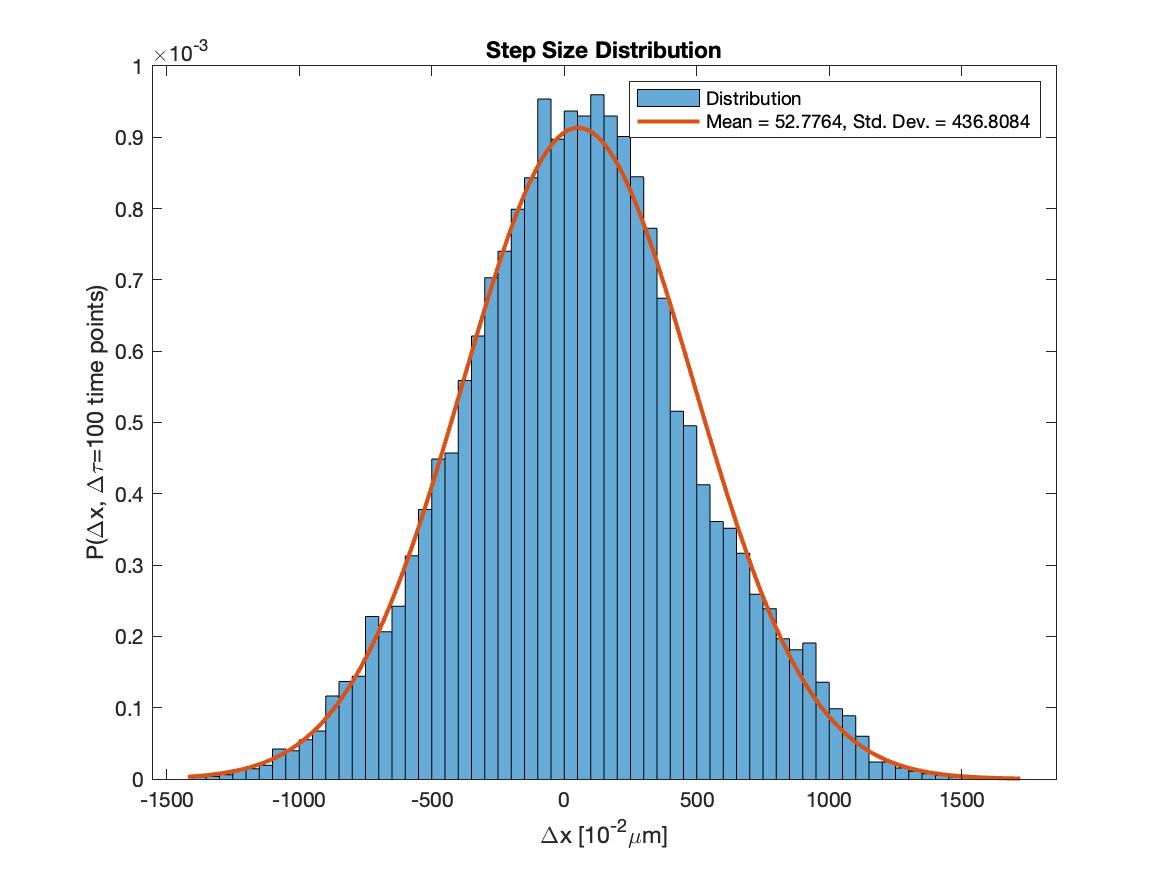 Step Size Distribution
×10⁻³
Distribution
Mean = 52.7764, Std. Dev. = 436.8084
P(Δx, Δτ=100 time points)
1
0.9
0.8
0.7
0.6
0.5
0.4
0.3
0.2
0.1
0
-1500 -1000 -500 0 500 1000 1500
Δx [10⁻²μm]